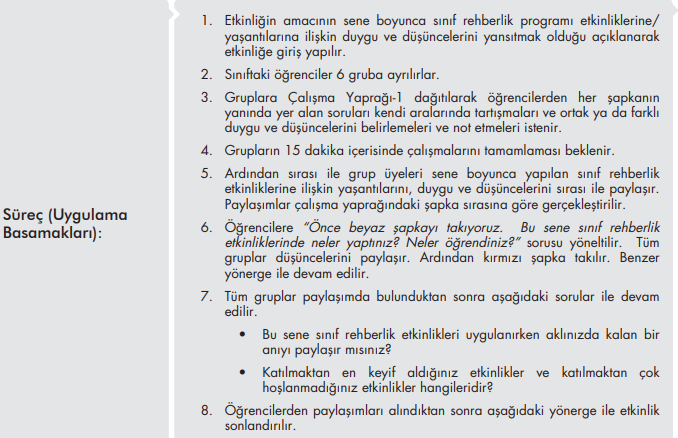 Süreç (Uygulama
Basamakları):
1. Etkinliğin amacının sene boyunca sınıf rehberlik programı etkinliklerine/
yaşantılarına ilişkin duygu ve düşüncelerini yansıtmak olduğu açıklanarak
etkinliğe giriş yapılır.
2. Sınıftaki öğrenciler 6 gruba ayrılırlar.
3. Gruplara Çalışma Yaprağı-1 dağıtılarak öğrencilerden her şapkanın
yanında yer alan soruları kendi aralarında tartışmaları ve ortak ya da farklı
duygu ve düşüncelerini belirlemeleri ve not etmeleri istenir.
4. Grupların 15 dakika içerisinde çalışmalarını tamamlaması beklenir.
5. Ardından sırası ile grup üyeleri sene boyunca yapılan sınıf rehberlik
etkinliklerine ilişkin yaşantılarını, duygu ve düşüncelerini sırası ile paylaşır.
Paylaşımlar çalışma yaprağındaki şapka sırasına göre gerçekleştirilir.
6. Öğrencilere “Önce beyaz şapkayı takıyoruz. Bu sene sınıf rehberlik
etkinliklerinde neler yaptınız? Neler öğrendiniz?” sorusu yöneltilir. Tüm
gruplar düşüncelerini paylaşır. Ardından kırmızı şapka takılır. Benzer
yönerge ile devam edilir.
7. Tüm gruplar paylaşımda bulunduktan sonra aşağıdaki sorular ile devam
edilir.
• Bu sene sınıf rehberlik etkinlikleri uygulanırken aklınızda kalan bir
anıyı paylaşır mısınız?
• Katılmaktan en keyif aldığınız etkinlikler ve katılmaktan çok
hoşlanmadığınız etkinlikler hangileridir?
8. Öğrencilerden paylaşımları alındıktan sonra aşağıdaki yönerge ile etkinlik
sonlandırılır.